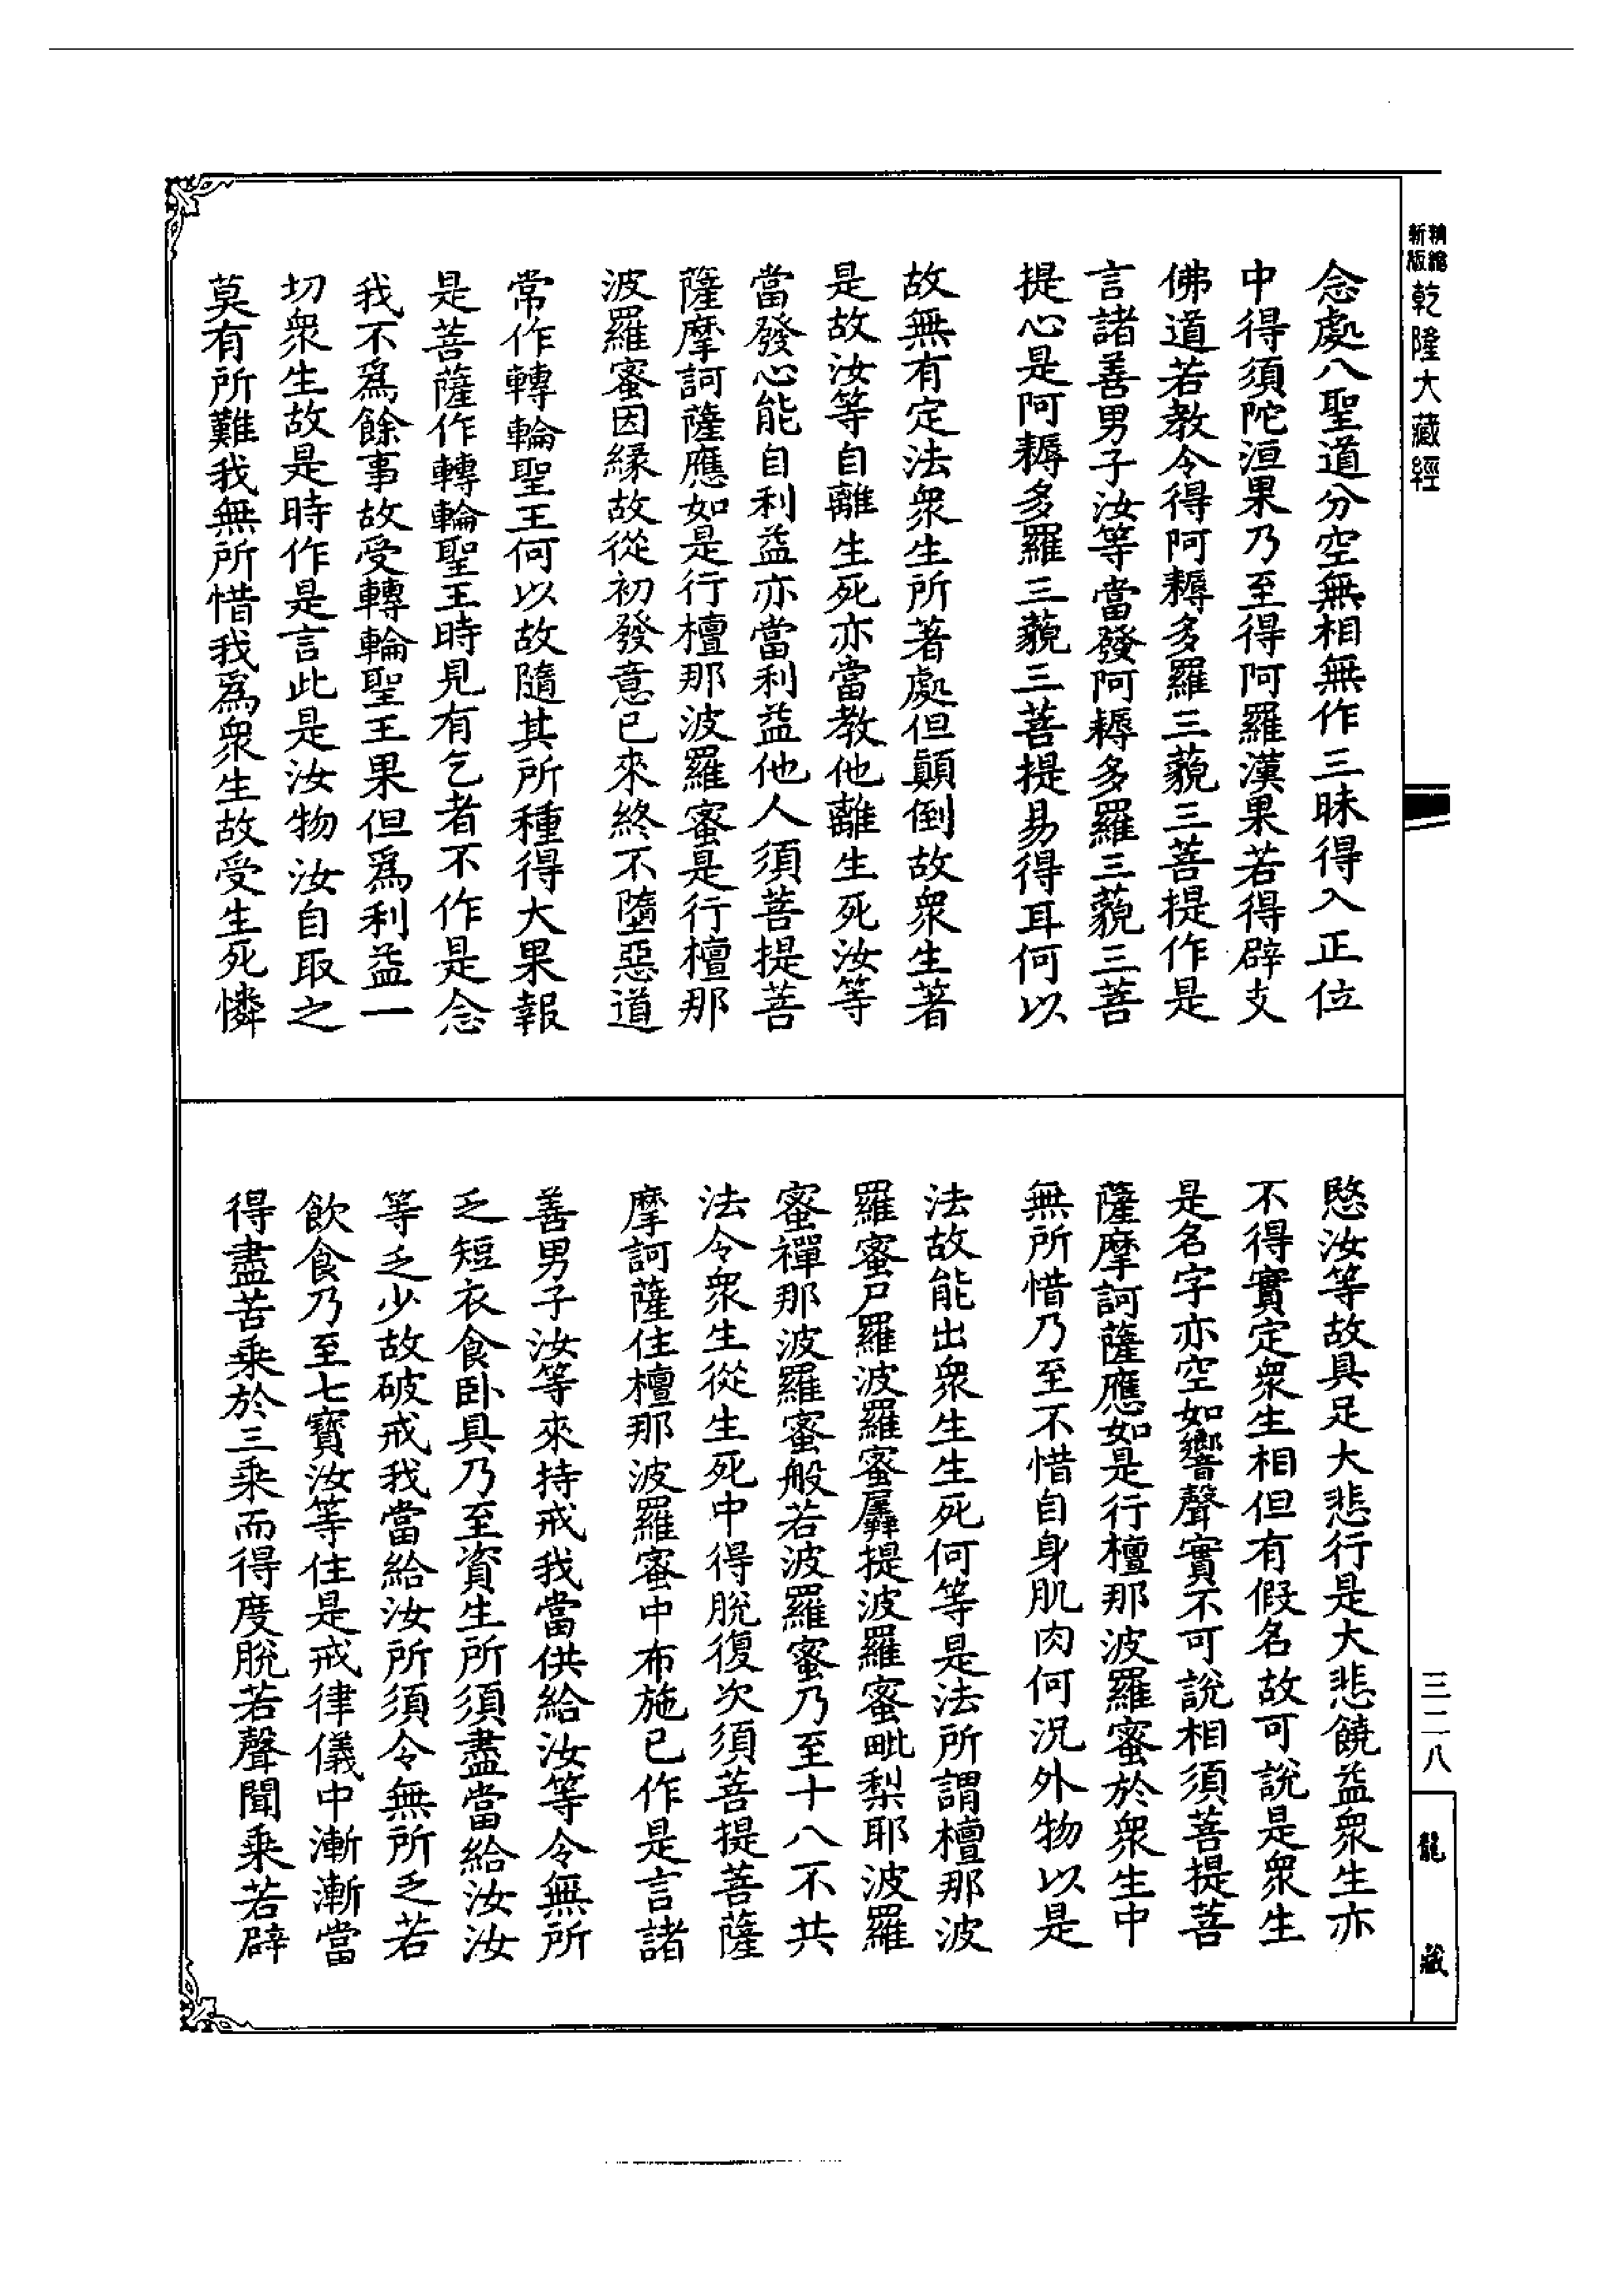 精縮新版乾隆大藏經
念處八聖道分空無相無作三昧得入正位
中得須陀洹果乃至得阿羅漢果若得辟支
佛道若教令得阿耨多羅三藐三菩提作是
言諸善男子汝等當發阿耨多羅三藐三菩
提心是阿耨多羅三藐三菩提易得耳何以
故無有定法衆生所著處但顛倒故衆生著
是故汝等自離生死亦當教他離生死汝等
當發心能自利益亦當利益他人須菩提菩
薩摩訶薩應如是行檀那波羅蜜是行檀那
波羅蜜因緣故從初發意已來終不墮惡道
常作轉輪聖王何以故隨其所種得大果報
是菩薩作轉輪聖王時見有乞者不作是念
我不爲餘事故受轉輪聖王果但爲利益一
切衆生故是時作是言此是汝物汝自取之
莫有所難我無所惜我爲衆生故受生死憐
愍汝等故具足大悲行是大悲饒益衆生亦
不得實定衆生相但有假名故可說是衆生
是名字亦空如響聲實不可說相須菩提菩
薩摩訶薩應如是行檀那波羅蜜於衆生中
無所惜乃至不惜自身肌肉何況外物以是
法故能出衆生生死何等是法所謂檀那波
羅蜜尸羅波羅蜜羼提波羅蜜毗梨耶波羅
蜜禪那波羅蜜般若波羅蜜乃至十八不共
法令衆生從生死中得脫復次須菩提菩薩
摩訶薩住檀那波羅蜜中布施已作是言諸
善男子汝等來持戒我當供給汝等令無所
乏短衣食臥具乃至資生所須盡當給汝汝
等乏少故破戒我當給汝所須令無所乏若
飲食乃至七寶汝等住是戒律儀中漸漸當
得盡苦乘於三乘而得度脫若聲聞乘若辟
三二八
龍藏